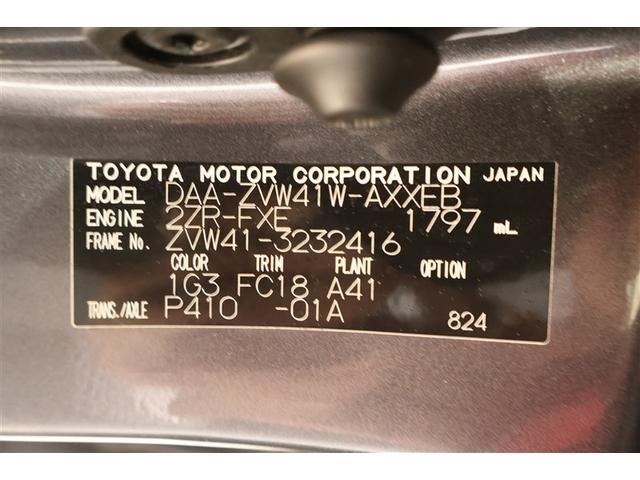 TOYOTA MOTOR CORPORATION JAPAN
MODEL DAA-ZVW41W-AXXEB
ENGINE 2ZR-FXE 1797 mL
FRAME No. ZVW41-3232416
COLOR TRIM PLANT OPTION
1G3 FC18 A41
TRANS./AXLE P410 -01A
824